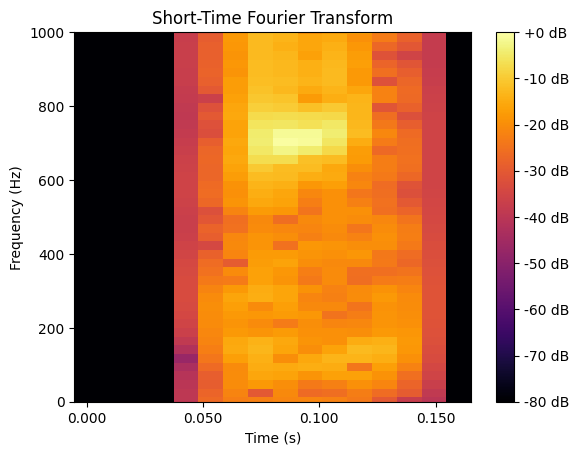 Short-Time Fourier Transform
1000
800
600
400
200
0
Frequency (Hz)
0.000
0.050
0.100
0.150
Time (s)
+0 dB
-10 dB
-20 dB
-30 dB
-40 dB
-50 dB
-60 dB
-70 dB
-80 dB